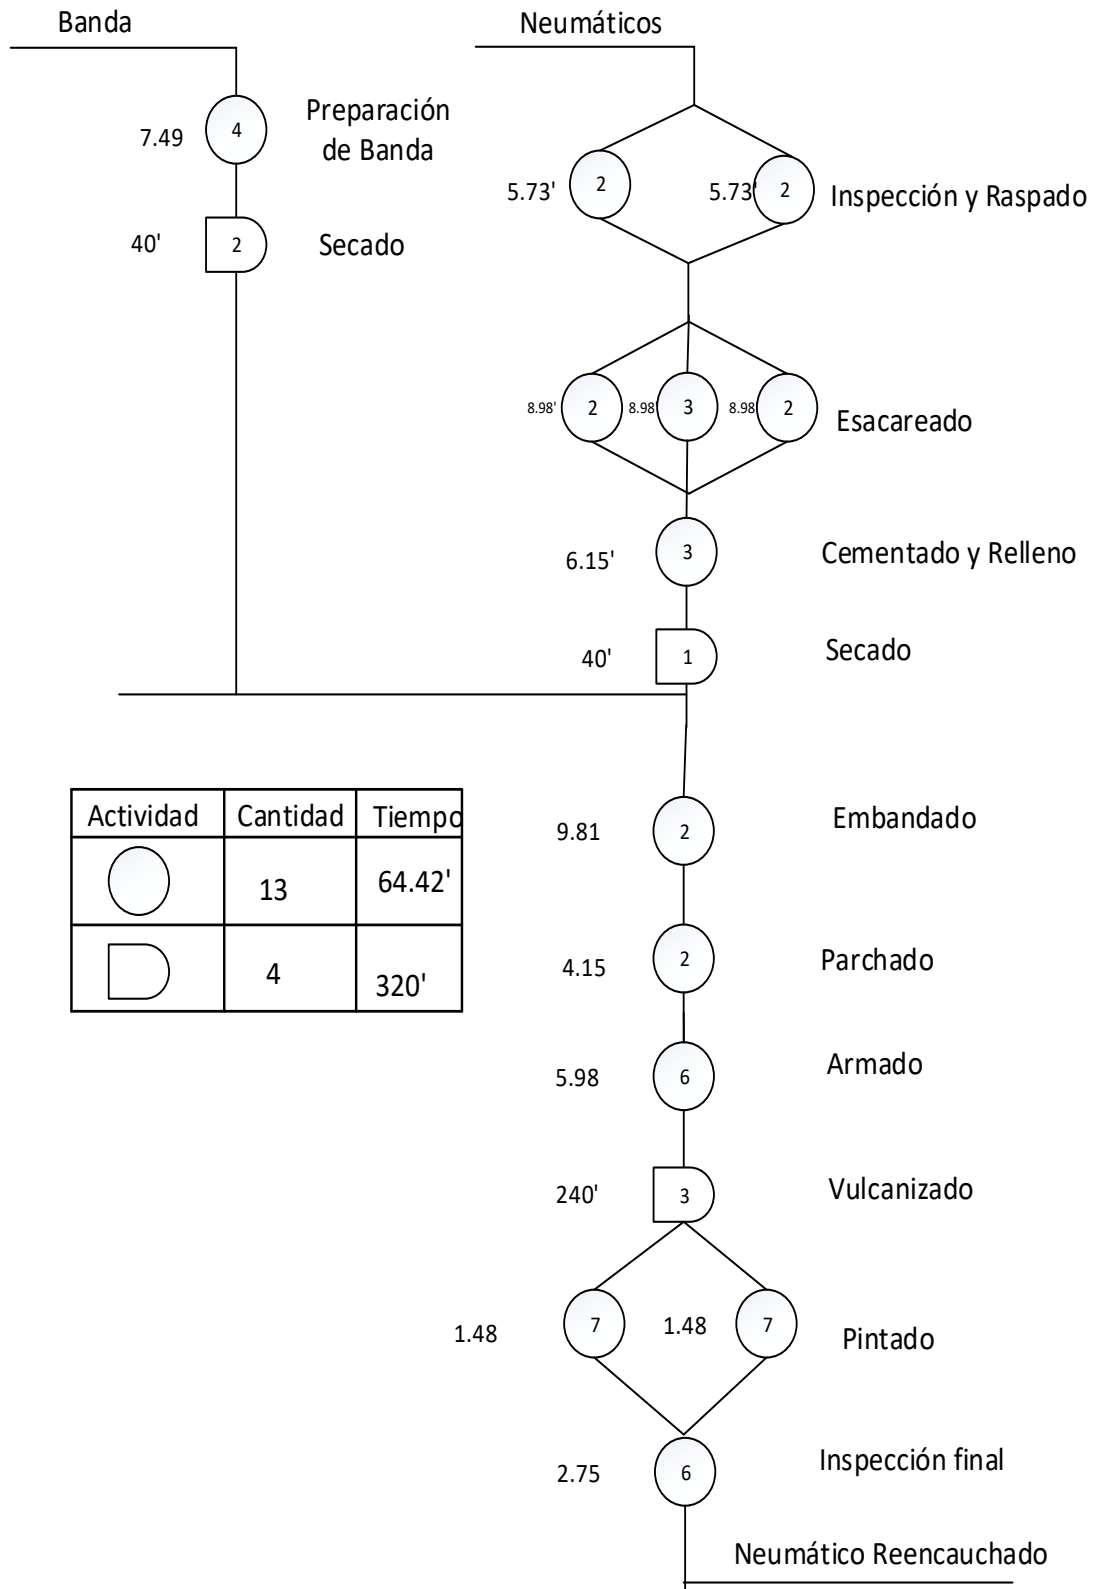 Banda
Neumáticos
7.49
4
Preparación
de Banda
40'
2
Secado
5.73'
2
5.73'
2
Inspección y Raspado
8.98'
2
8.98'
3
8.98
2
Esacareado
6.15'
3
Cementado y Relleno
40'
1
Secado
Actividad Cantidad Tiempo
13 64.42'
4 320'
9.81
2
Embandado
4.15
2
Parchado
5.98
6
Armado
240'
3
Vulcanizado
1.48
7
1.48
7
Pintado
2.75
6
Inspección final
Neumático Reencauchado